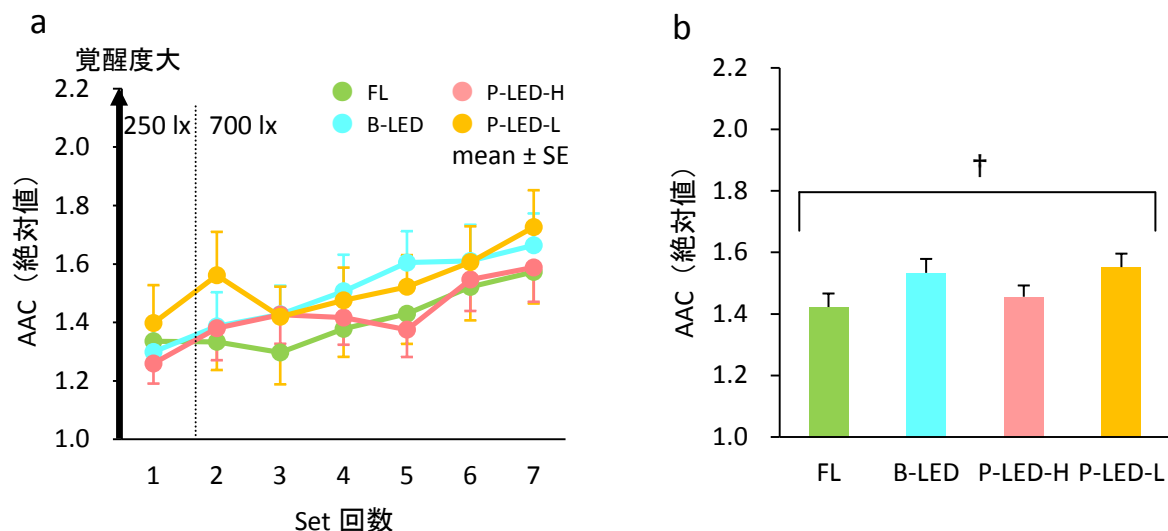 a
覚醒度大
2.2
2.0
1.8
1.6
1.4
1.2
1.0
AAC（絶対値）
250 lx
700 lx
FL
P-LED-H
B-LED
P-LED-L
mean ± SE
1 2 3 4 5 6 7
Set 回数
b
2.2
2.0
1.8
1.6
1.4
1.2
1.0
AAC（絶対値）
†
FL B-LED P-LED-H P-LED-L